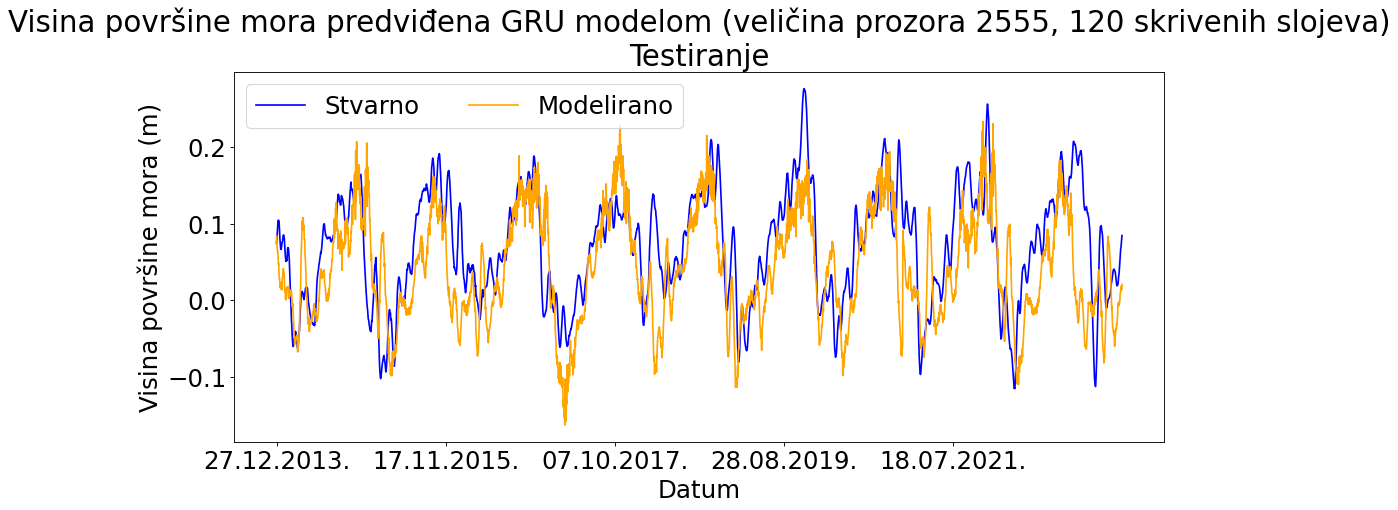 Visina površine mora predviđena GRU modelom (veličina prozora 2555, 120 skrivenih slojeva)
Testiranje
Stvarno
Modelirano
Visina površine mora (m)
0.2
0.1
0.0
−0.1
27.12.2013.
17.11.2015.
07.10.2017.
28.08.2019.
18.07.2021.
Datum